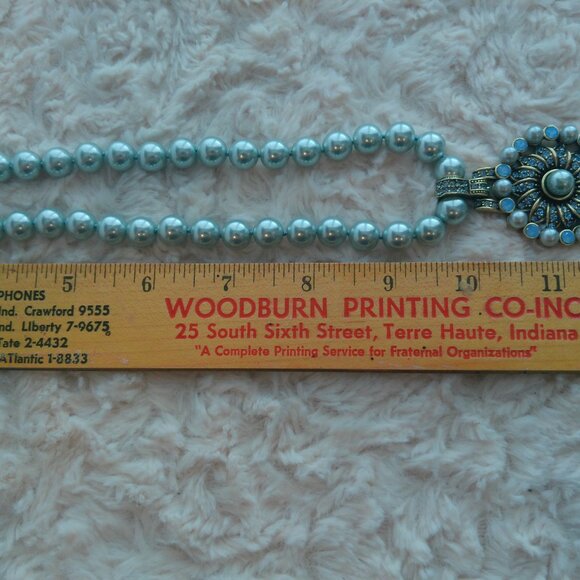 5 6 7 8 9 10 11
PHONES
Ind. Crawford 9555
Ind. Liberty 7-9675
Tate 2-4432
ATlantic 1-8833
WOODBURN PRINTING CO-INC
25 South Sixth Street, Terre Haute, Indiana
"A Complete Printing Service for Fraternal Organizations"